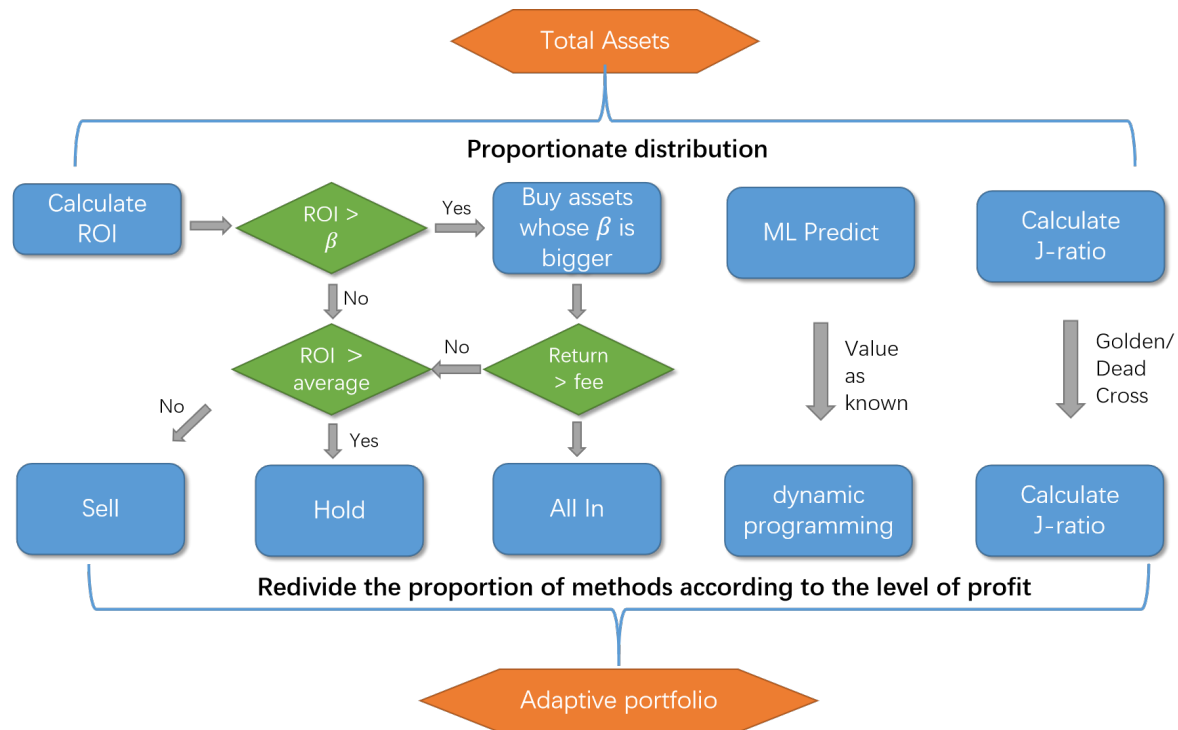 Total Assets
Proportionate distribution
Calculate
ROI
ROI >
β
Yes
Buy assets
whose β is
bigger
ML Predict
Calculate
J-ratio
No
ROI >
average
No
Return
> fee
Value
as
known
Golden/
Dead
Cross
No
Yes
Sell
Hold
All In
dynamic
programming
Calculate
J-ratio
Redivide the proportion of methods according to the level of profit
Adaptive portfolio